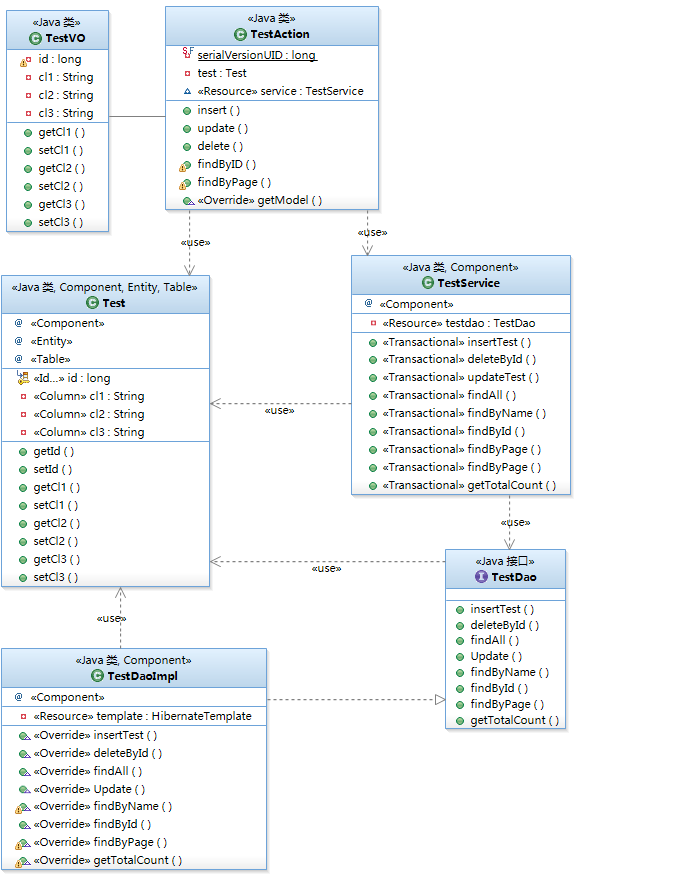 «Java 类»
TestVO
id : long
cl1 : String
cl2 : String
cl3 : String
getCl1 ( )
setCl1 ( )
getCl2 ( )
setCl2 ( )
getCl3 ( )
setCl3 ( )
«Java 类»
TestAction
serialVersionUID : long
test : Test
«Resource» service : TestService
insert ( )
update ( )
delete ( )
findByID ( )
findByPage ( )
«Override» getModel ( )
«use»
«use»
«Java 类, Component, Entity, Table»
Test
@ «Component»
@ «Entity»
@ «Table»
«Id...» id : long
«Column» cl1 : String
«Column» cl2 : String
«Column» cl3 : String
getId ( )
setId ( )
getCl1 ( )
setCl1 ( )
getCl2 ( )
setCl2 ( )
getCl3 ( )
setCl3 ( )
«Java 类, Component»
TestService
@ «Component»
«Resource» testdao : TestDao
«Transactional» insertTest ( )
«Transactional» deleteById ( )
«Transactional» updateTest ( )
«Transactional» findAll ( )
«Transactional» findByName ( )
«Transactional» findById ( )
«Transactional» findByPage ( )
«Transactional» findByPage ( )
«Transactional» getTotalCount ( )
«use»
«use»
«use»
«use»
«Java 接口»
TestDao
insertTest ( )
deleteById ( )
findAll ( )
Update ( )
findByName ( )
findById ( )
findByPage ( )
getTotalCount ( )
«Java 类, Component»
TestDaoImpl
@ «Component»
«Resource» template : HibernateTemplate
«Override» insertTest ( )
«Override» deleteById ( )
«Override» findAll ( )
«Override» Update ( )
«Override» findByName ( )
«Override» findById ( )
«Override» findByPage ( )
«Override» getTotalCount ( )